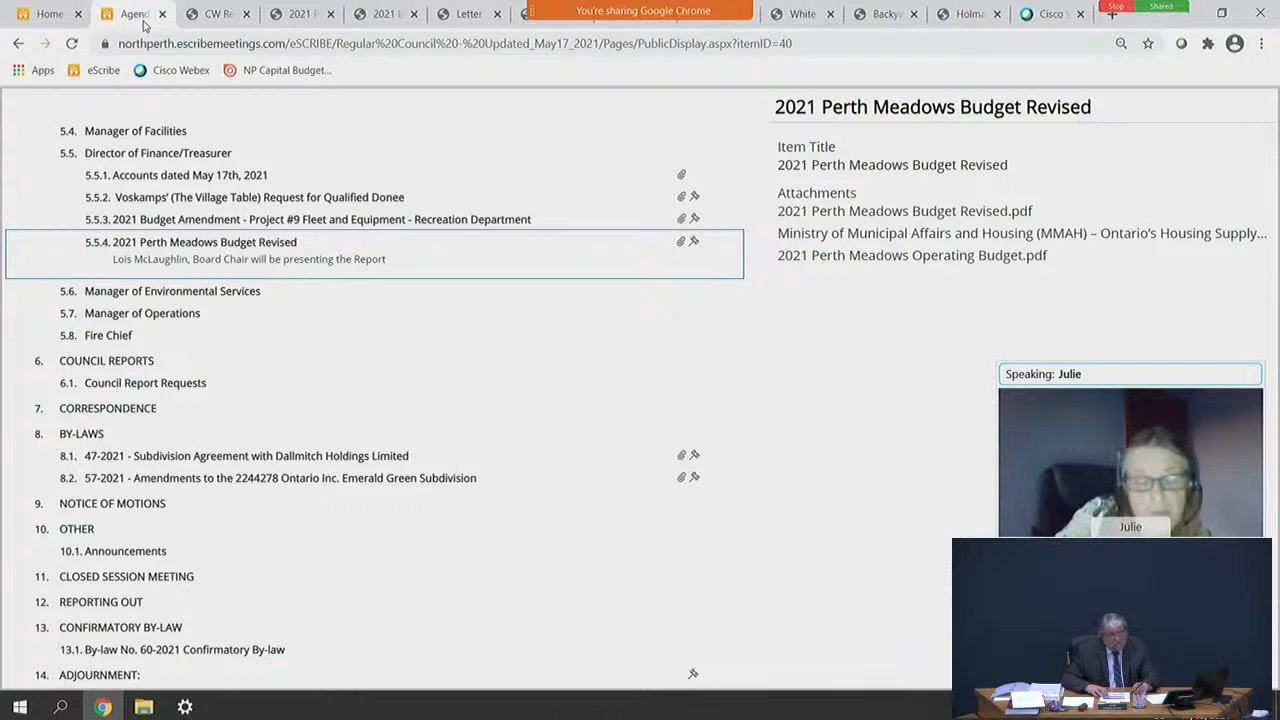 Home
Agend
CW Re
2021 P
2021 B
Letter
You're sharing Google Chrome
White
Backya
Holma
Cisco V
Stop
Shared
northperth.escribemeetings.com/eSCRIBE/Regular%20Council%20-%20Updated_May17_2021/Pages/PublicDisplay.aspx?itemID=40
Apps
eScribe
Cisco Webex
NP Capital Budget...
5.4. Manager of Facilities
5.5. Director of Finance/Treasurer
5.5.1. Accounts dated May 17th, 2021
5.5.2. Voskamps' (The Village Table) Request for Qualified Donee
5.5.3. 2021 Budget Amendment - Project #9 Fleet and Equipment - Recreation Department
5.5.4. 2021 Perth Meadows Budget Revised
Lois McLaughlin, Board Chair will be presenting the Report
5.6. Manager of Environmental Services
5.7. Manager of Operations
5.8. Fire Chief
6. COUNCIL REPORTS
6.1. Council Report Requests
7. CORRESPONDENCE
8. BY-LAWS
8.1. 47-2021 - Subdivision Agreement with Dallmitch Holdings Limited
8.2. 57-2021 - Amendments to the 2244278 Ontario Inc. Emerald Green Subdivision
9. NOTICE OF MOTIONS
10. OTHER
10.1. Announcements
11. CLOSED SESSION MEETING
12. REPORTING OUT
13. CONFIRMATORY BY-LAW
13.1. By-law No. 60-2021 Confirmatory By-law
14. ADJOURNMENT:
2021 Perth Meadows Budget Revised
Item Title
2021 Perth Meadows Budget Revised
Attachments
2021 Perth Meadows Budget Revised.pdf
Ministry of Municipal Affairs and Housing (MMAH) – Ontario's Housing Supply...
2021 Perth Meadows Operating Budget.pdf
Speaking: Julie
Julie